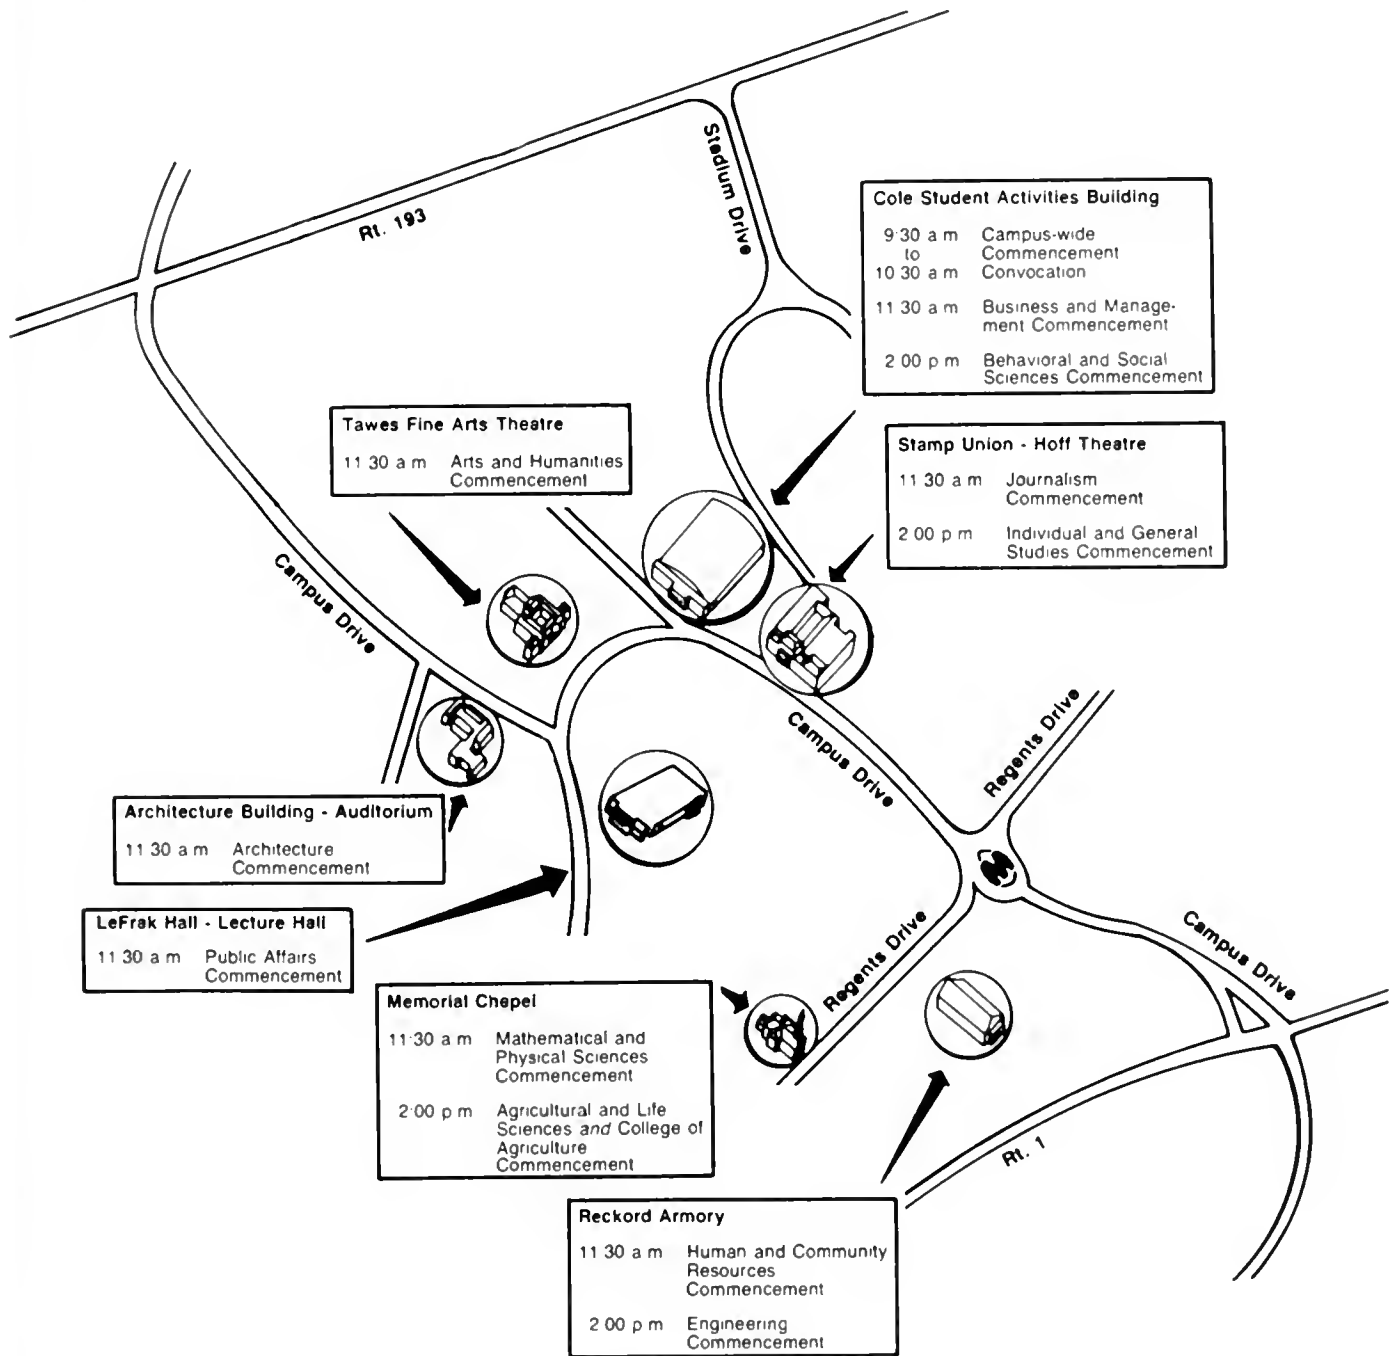 Stadium Drive
Rt. 193
Cole Student Activities Building
9:30 a m Campus-wide
to Commencement
10 30 a m Convocation
11 30 a m Business and Manage-
ment Commencement
2 00 p m Behavioral and Social
Sciences Commencement
Tawes Fine Arts Theatre
11 30 a m Arts and Humanities
Commencement
Stamp Union - Hoff Theatre
11 30 a m Journalism
Commencement
2 00 p m Individual and General
Studies Commencement
Campus Drive
Campus Drive
Regents Drive
Architecture Building - Auditorium
11 30 a m Architecture
Commencement
LeFrak Hall - Lecture Hall
11 30 a m Public Affairs
Commencement
Regents Drive
Campus Drive
Memorial Chapel
11:30 a m Mathematical and
Physical Sciences
Commencement
2:00 p m Agricultural and Life
Sciences and College of
Agriculture
Commencement
Rt. 1
Reckord Armory
11 30 a m Human and Community
Resources
Commencement
2 00 p m Engineering
Commencement